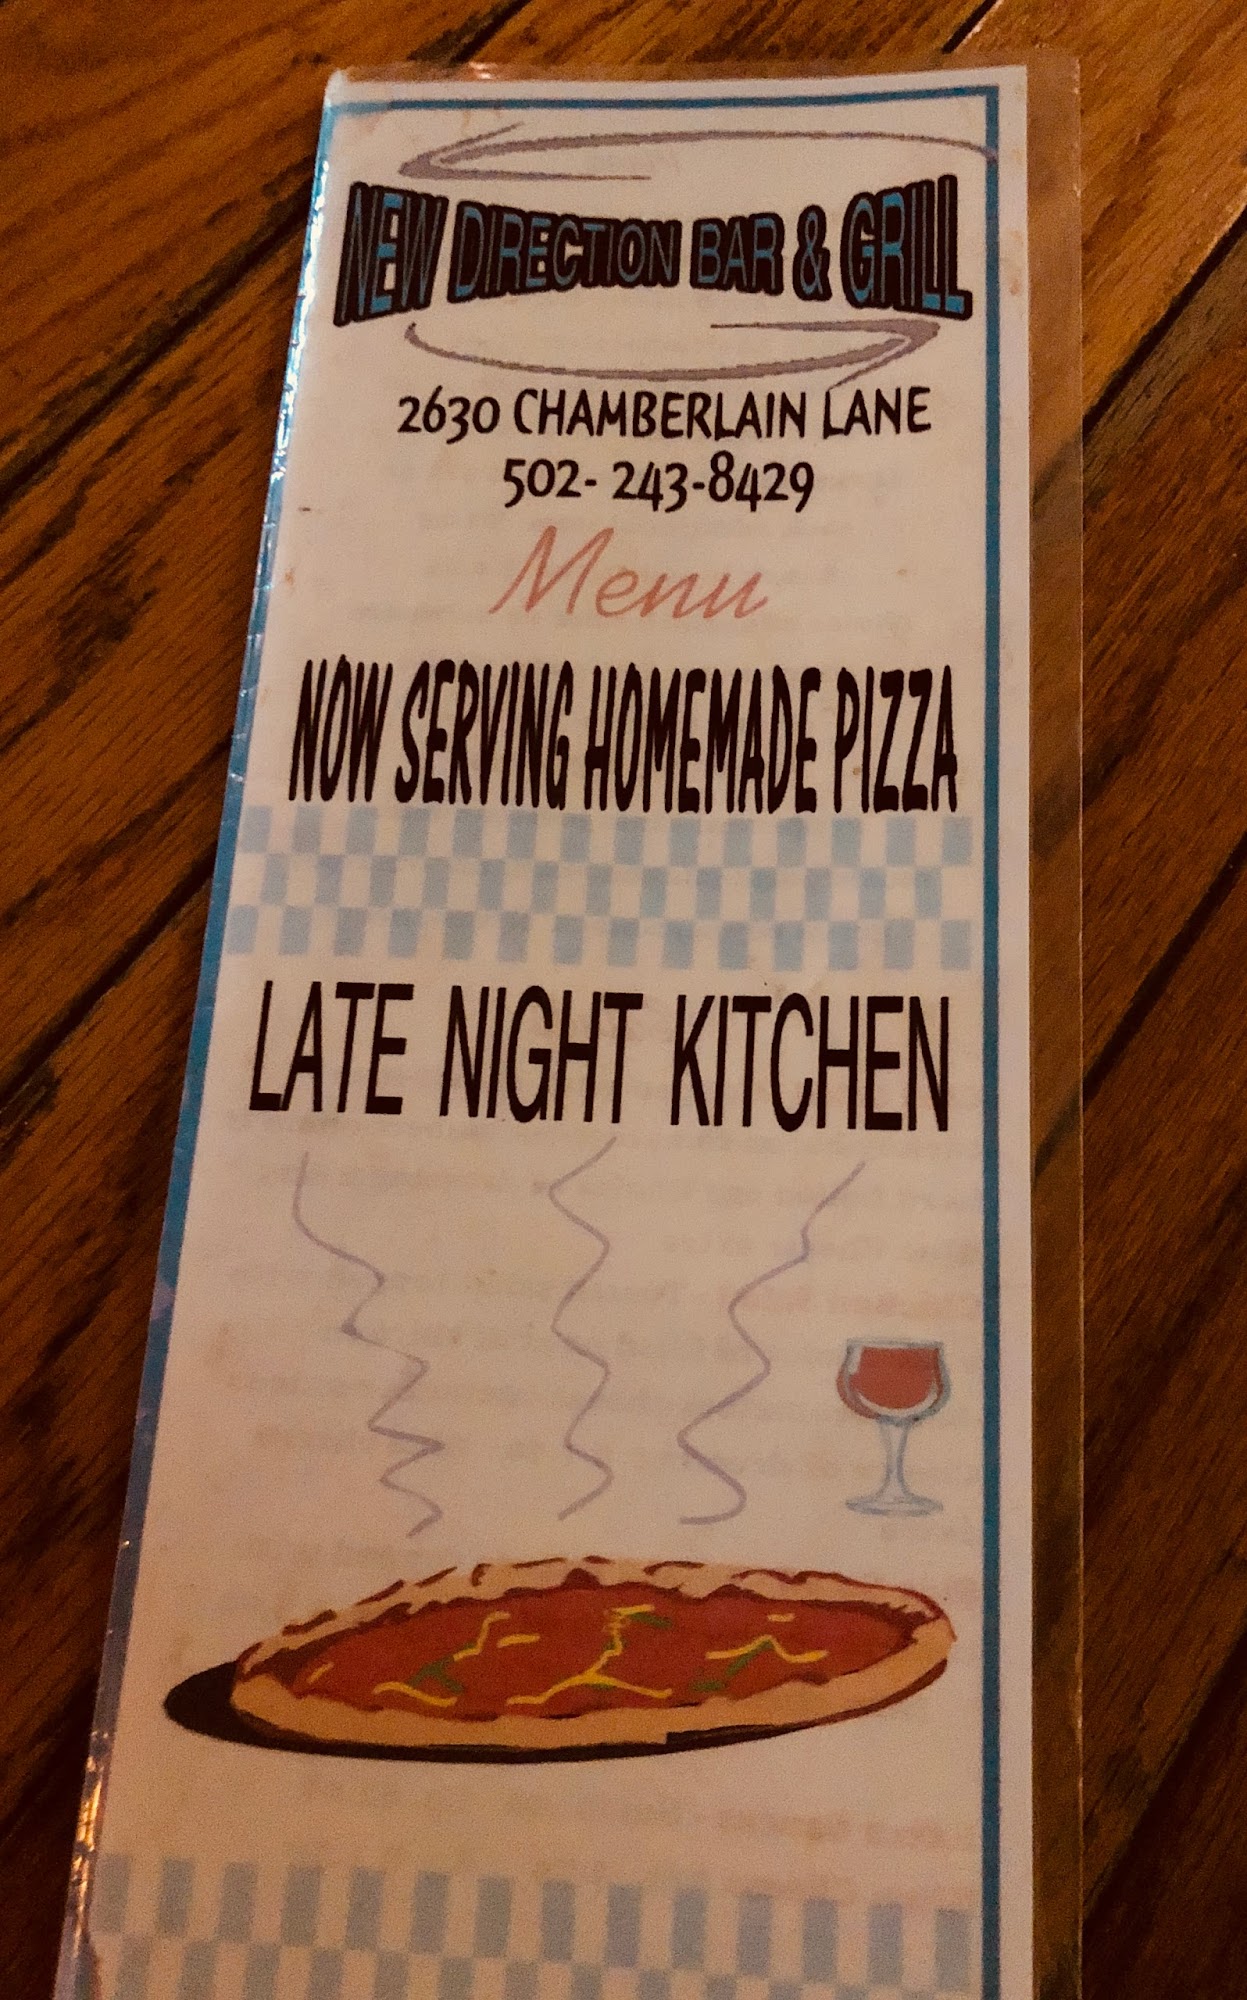 NEW DIRECTION BAR & GRILL
2630 CHAMBERLAIN LANE
502- 243-8429
Menu
NOW SERVING HOMEMADE PIZZA
LATE NIGHT KITCHEN